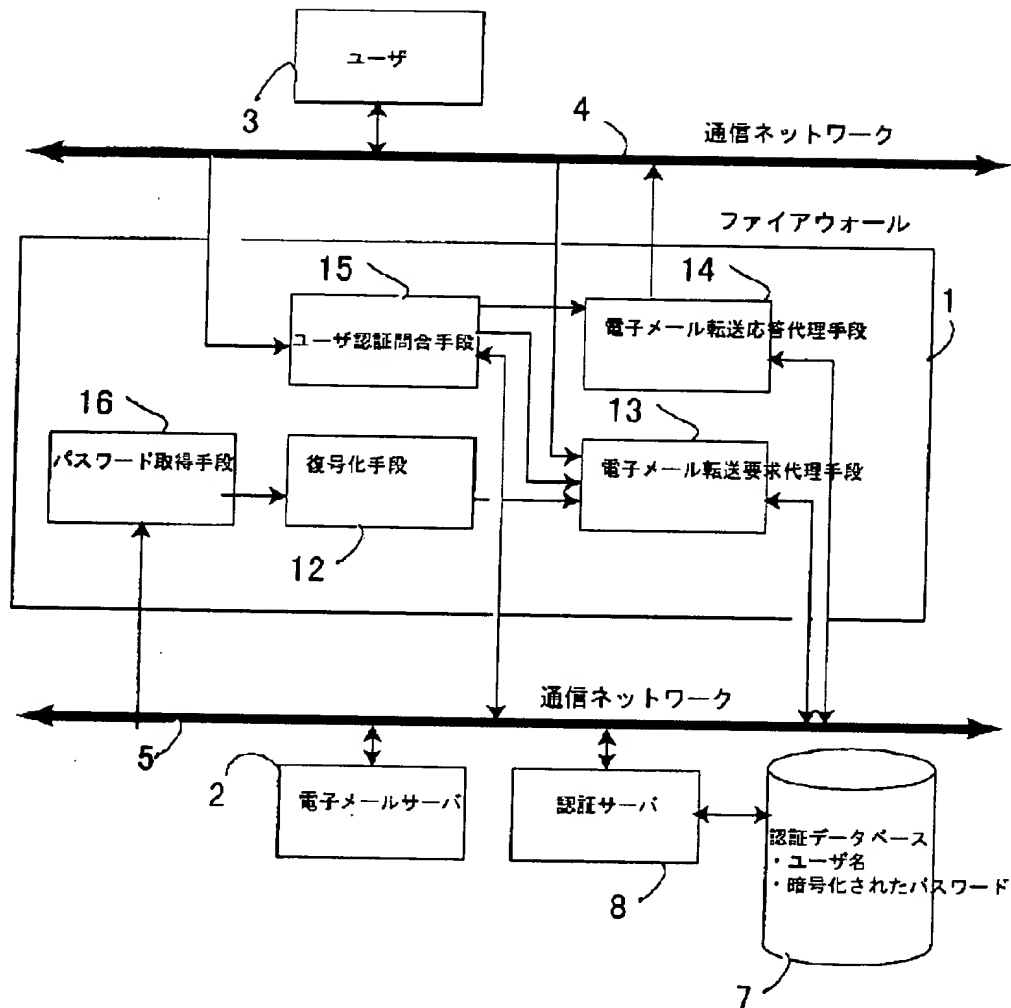 ユーザ
3
4
通信ネットワーク
ファイアウォール
15
14
1
ユーザ認証問合手段
電子メール転送応答代理手段
16
13
パスワード取得手段
復号化手段
電子メール転送要求代理手段
12
通信ネットワーク
5
2
電子メールサーバ
認証サーバ
認証データベース
・ユーザ名
・暗号化されたパスワード
8
7